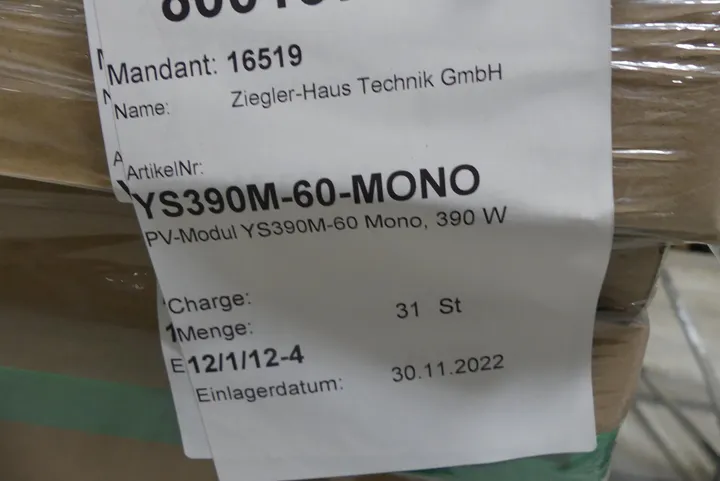 Mandant: 16519
Name: Ziegler-Haus Technik GmbH
ArtikelNr:
YS390M-60-MONO
PV-Modul YS390M-60 Mono, 390 W
Charge:
Menge: 31 St
12/1/12-4
Einlagerdatum: 30.11.2022